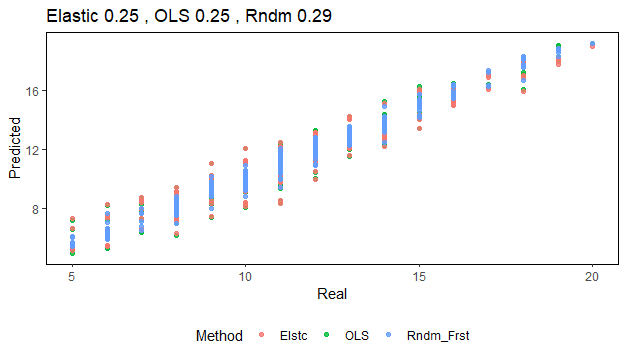 Elastic 0.25 , OLS 0.25 , Rndm 0.29
Predicted
16
12
8
5 10 15 20
Real
Method Elstc OLS Rndm_Frst